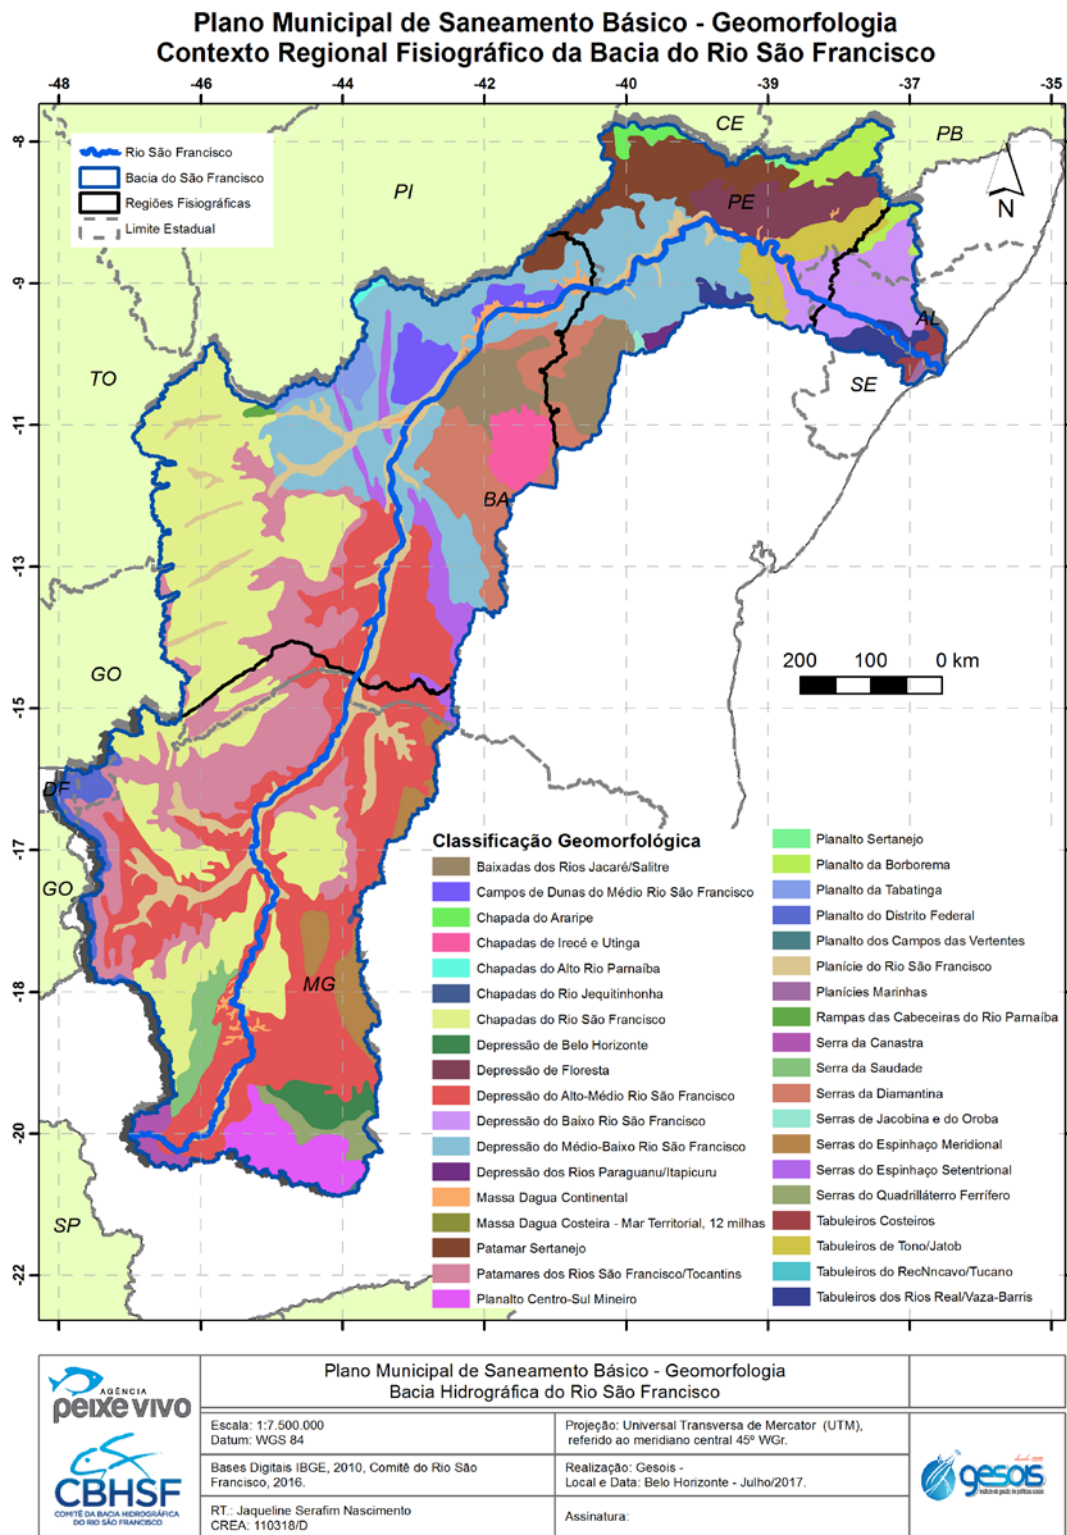 Plano Municipal de Saneamento Básico - Geomorfologia
Contexto Regional Fisiográfico da Bacia do Rio São Francisco
-48 -46 -44 -42 -40 -39 -37 -35
-8
-9
-11
-13
-15
-17
-18
-20
-22
Rio São Francisco
Bacia do São Francisco
Regiões Fisiográficas
Limite Estadual
CE
PB
PI
PE
N
AL
TO
SE
BA
GO
200 100 0 km
DF
GO
MG
SP
Classificação Geomorfológica
Baixadas dos Rios Jacaré/Salitre
Campos de Dunas do Médio Rio São Francisco
Chapada do Araripe
Chapadas de Irecé e Utinga
Chapadas do Alto Rio Parnaíba
Chapadas do Rio Jequitinhonha
Chapadas do Rio São Francisco
Depressão de Belo Horizonte
Depressão de Floresta
Depressão do Alto-Médio Rio São Francisco
Depressão do Baixo Rio São Francisco
Depressão do Médio-Baixo Rio São Francisco
Depressão dos Rios Paraguanu/Itapicuru
Massa Dagua Continental
Massa Dagua Costeira - Mar Territorial, 12 milhas
Patamar Sertanejo
Patamares dos Rios São Francisco/Tocantins
Planalto Centro-Sul Mineiro
Planalto Sertanejo
Planalto da Borborema
Planalto da Tabatinga
Planalto do Distrito Federal
Planalto dos Campos das Vertentes
Planície do Rio São Francisco
Planícies Marinhas
Rampas das Cabeceiras do Rio Parnaíba
Serra da Canastra
Serra da Saudade
Serras da Diamantina
Serras de Jacobina e do Oroba
Serras do Espinhaço Meridional
Serras do Espinhaço Setentrional
Serras do Quadrilláterro Ferrífero
Tabuleiros Costeiros
Tabuleiros de Tono/Jatob
Tabuleiros do RecNncavo/Tucano
Tabuleiros dos Rios Real/Vaza-Barris
AGÊNCIA
peixe vivo
CBHSF
COMITÊ DA BACIA HIDROGRÁFICA
DO RIO SÃO FRANCISCO
Plano Municipal de Saneamento Básico - Geomorfologia
Bacia Hidrográfica do Rio São Francisco
Escala: 1:7.500.000
Datum: WGS 84
Projeção: Universal Transversa de Mercator (UTM),
referido ao meridiano central 45º WGr.
Bases Digitais IBGE, 2010, Comitê do Rio São
Francisco, 2016.
Realização: Gesois -
Local e Data: Belo Horizonte - Julho/2017.
RT.: Jaqueline Serafim Nascimento
CREA: 110318/D
Assinatura:
gesois